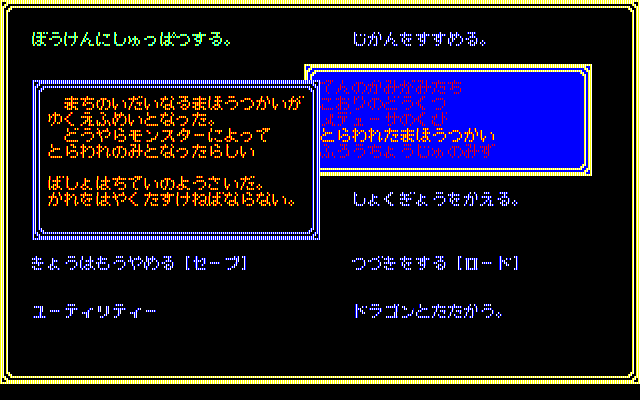 ぼうけんにしゅっぱつする。
じかんをすすめる。
まちのいだいなるまほうつかいが
ゆくえふめいとなった。
とうやらモンスターによって
とらわれのみとなったらしい
ばしょはちていのようさいだ。
かれをはやくたすけねばならない。
てんのかみがみたち
こおりのどうくつ
メデューサのくび
とらわれたまほうつかい
ふろうちょうじゅのみず
しょくぎょうをかえる。
きょうはもうやめる [セーブ]
つづきをする [ロード]
ユーティリティー
ドラゴンとたたかう。